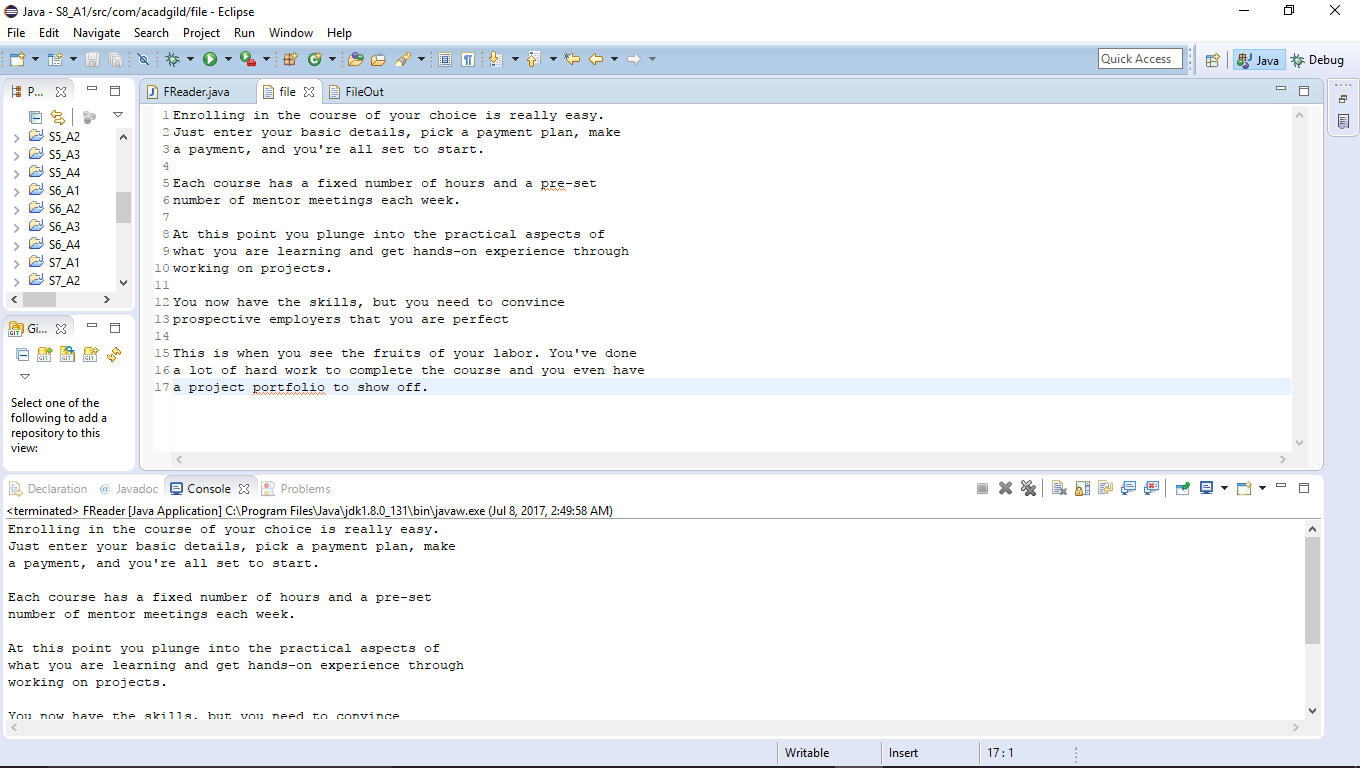 Java - S8_A1/src/com/acadgild/file - Eclipse
File Edit Navigate Search Project Run Window Help
Quick Access
Java
Debug
P...
FReader.java
file
FileOut
S5_A2
S5_A3
S5_A4
S6_A1
S6_A2
S6_A3
S6_A4
S7_A1
S7_A2
Gi...
Select one of the
following to add a
repository to this
view:
1 Enrolling in the course of your choice is really easy.
2 Just enter your basic details, pick a payment plan, make
3 a payment, and you're all set to start.
4
5 Each course has a fixed number of hours and a pre-set
6 number of mentor meetings each week.
7
8 At this point you plunge into the practical aspects of
9 what you are learning and get hands-on experience through
10 working on projects.
11
12 You now have the skills, but you need to convince
13 prospective employers that you are perfect
14
15 This is when you see the fruits of your labor. You've done
16 a lot of hard work to complete the course and you even have
17 a project portfolio to show off.
Declaration @ Javadoc Console Problems
<terminated> FReader [Java Application] C:\Program Files\Java\jdk1.8.0_131\bin\javaw.exe (Jul 8, 2017, 2:49:58 AM)
Enrolling in the course of your choice is really easy.
Just enter your basic details, pick a payment plan, make
a payment, and you're all set to start.
Each course has a fixed number of hours and a pre-set
number of mentor meetings each week.
At this point you plunge into the practical aspects of
what you are learning and get hands-on experience through
working on projects.
You now have the skills, but you need to convince
Writable Insert 17 : 1